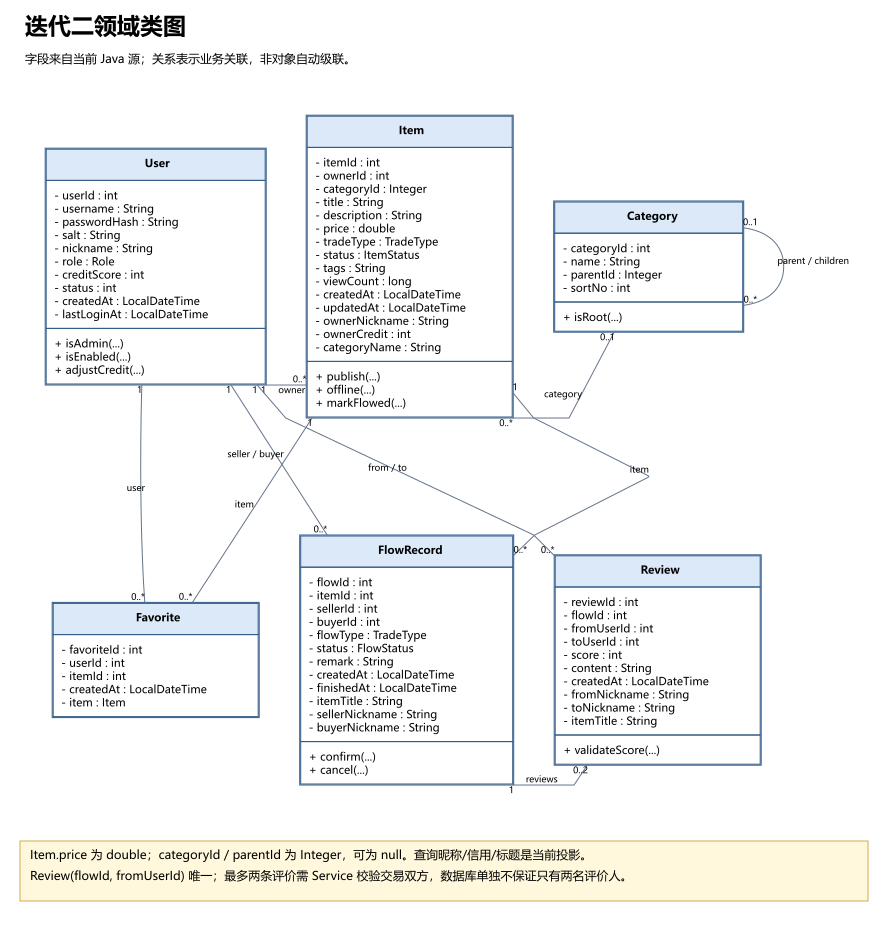 迭代二领域类图
字段来自当前 Java 源；关系表示业务关联，非对象自动级联。
User
- userId : int
- username : String
- passwordHash : String
- salt : String
- nickname : String
- role : Role
- creditScore : int
- status : int
- createdAt : LocalDateTime
- lastLoginAt : LocalDateTime
+ isAdmin(...)
+ isEnabled(...)
+ adjustCredit(...)
Item
- itemId : int
- ownerId : int
- categoryId : Integer
- title : String
- description : String
- price : double
- tradeType : TradeType
- status : ItemStatus
- tags : String
- viewCount : long
- createdAt : LocalDateTime
- updatedAt : LocalDateTime
- ownerNickname : String
- ownerCredit : int
- categoryName : String
+ publish(...)
+ offline(...)
+ markFlowed(...)
Category
- categoryId : int
- name : String
- parentId : Integer
- sortNo : int
+ isRoot(...)
0..1
parent / children
0..*
0..1
category
0..*
0..*
owner
1
1
1
1
1
1
seller / buyer
from / to
item
user
item
0..*
0..*
0..*
0..*
0..*
Favorite
- favoriteId : int
- userId : int
- itemId : int
- createdAt : LocalDateTime
- item : Item
FlowRecord
- flowId : int
- itemId : int
- sellerId : int
- buyerId : int
- flowType : TradeType
- status : FlowStatus
- remark : String
- createdAt : LocalDateTime
- finishedAt : LocalDateTime
- itemTitle : String
- sellerNickname : String
- buyerNickname : String
+ confirm(...)
+ cancel(...)
Review
- reviewId : int
- flowId : int
- fromUserId : int
- toUserId : int
- score : int
- content : String
- createdAt : LocalDateTime
- fromNickname : String
- toNickname : String
- itemTitle : String
+ validateScore(...)
0..2
reviews
1
Item.price 为 double；categoryId / parentId 为 Integer，可为 null。查询昵称/信用/标题是当前投影。
Review(flowId, fromUserId) 唯一；最多两条评价需 Service 校验交易双方，数据库单独不保证只有两名评价人。